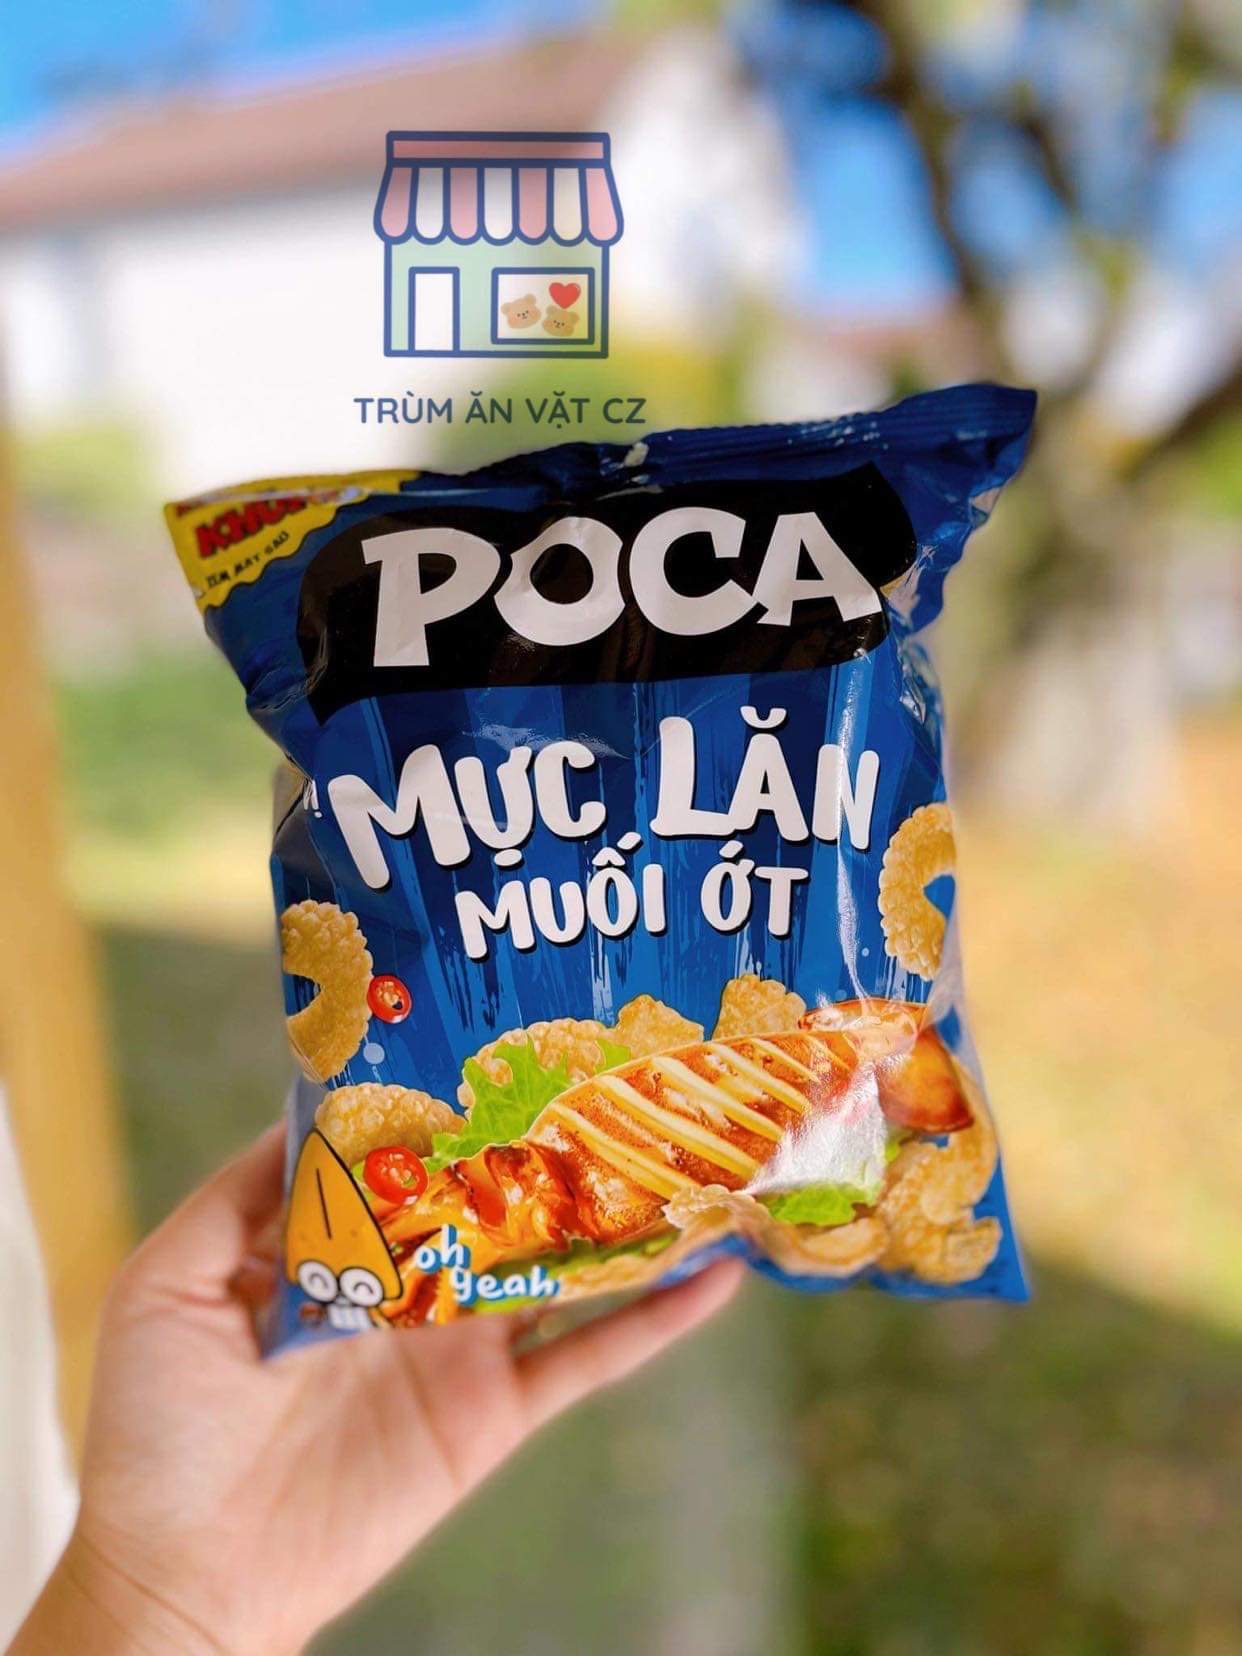 TRÙM ĂN VẶT CZ
POCA
MỰC LĂN
MUỐI ỚT
oh
yeah